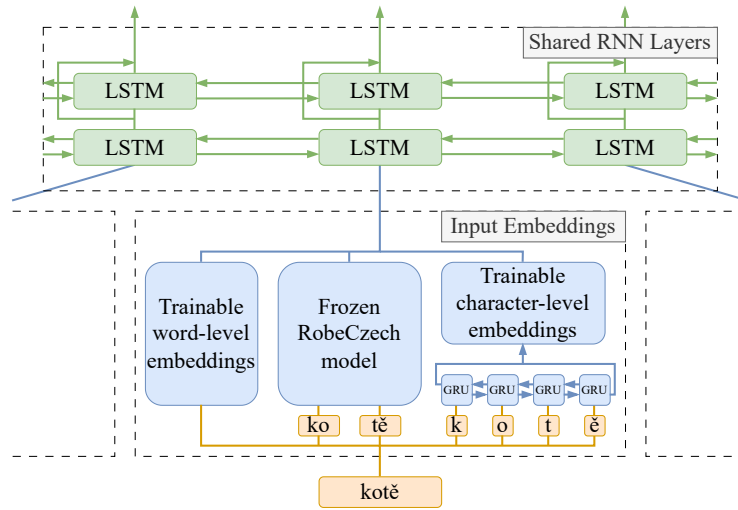 Shared RNN Layers
LSTM LSTM LSTM
LSTM LSTM LSTM
Input Embeddings
Trainable
word-level
embeddings
Frozen
RobeCzech
model
Trainable
character-level
embeddings
GRU GRU GRU GRU
ko tě k o t ě
kotě